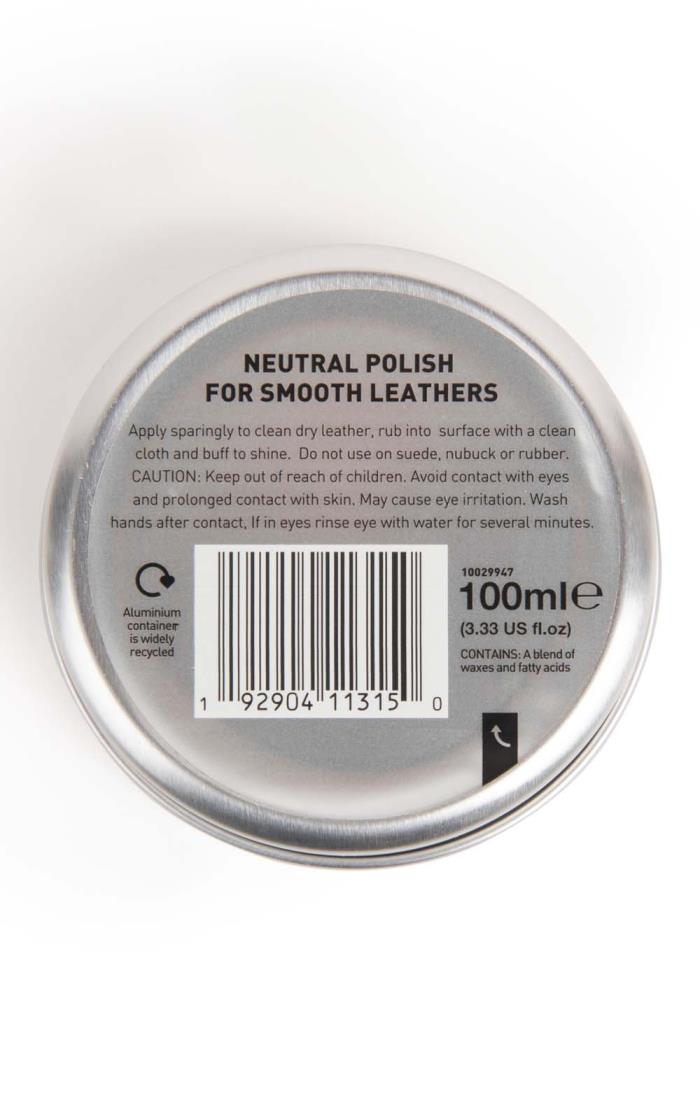 NEUTRAL POLISH
FOR SMOOTH LEATHERS
Apply sparingly to clean dry leather, rub into surface with a clean
cloth and buff to shine. Do not use on suede, nubuck or rubber.
CAUTION: Keep out of reach of children. Avoid contact with eyes
and prolonged contact with skin. May cause eye irritation. Wash
hands after contact, If in eyes rinse eye with water for several minutes.
Aluminium
container
is widely
recycled
1 92904 11315 0
10029947
100ml℮
(3.33 US fl.oz)
CONTAINS: A blend of
waxes and fatty acids